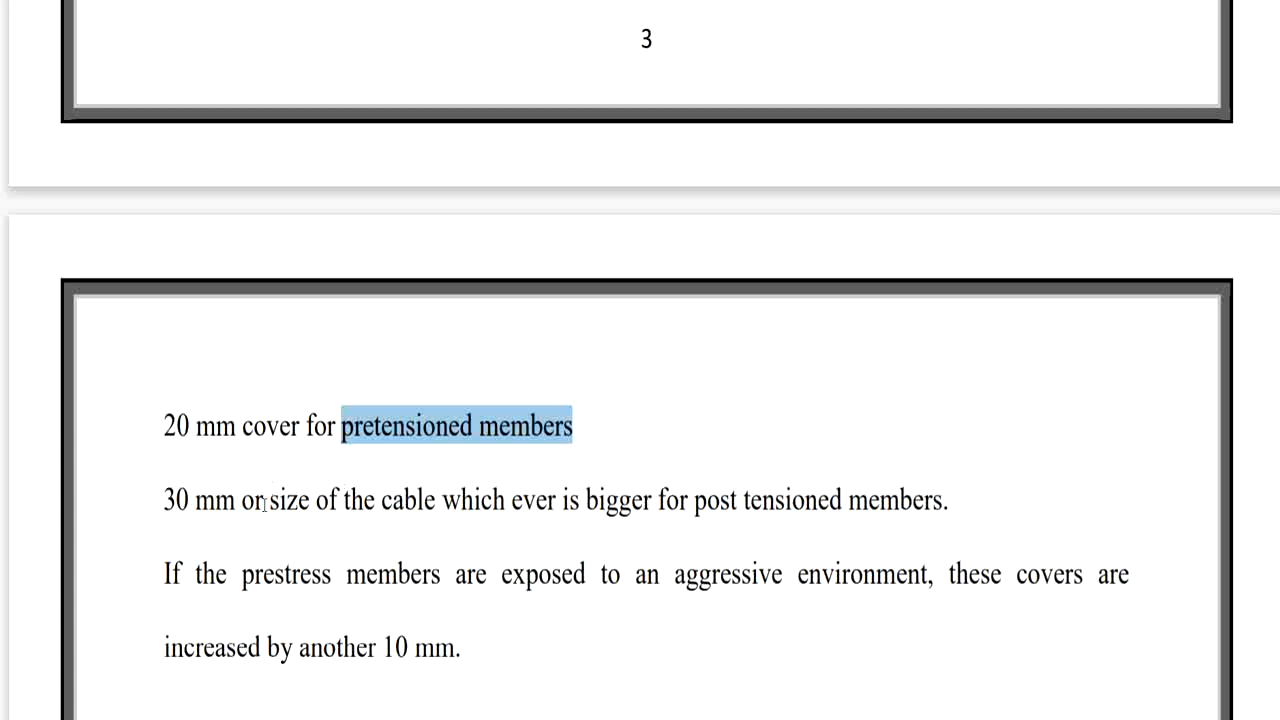 3
20 mm cover for pretensioned members
30 mm or size of the cable which ever is bigger for post tensioned members.
If the prestress members are exposed to an aggressive environment, these covers are
increased by another 10 mm.